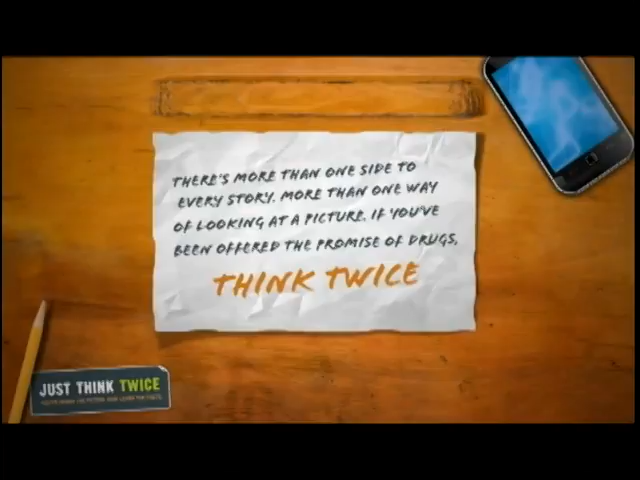 THERE'S MORE THAN ONE SIDE TO
EVERY STORY. MORE THAN ONE WAY
OF LOOKING AT A PICTURE. IF YOU'VE
BEEN OFFERED THE PROMISE OF DRUGS,
THINK TWICE
JUST THINK TWICE